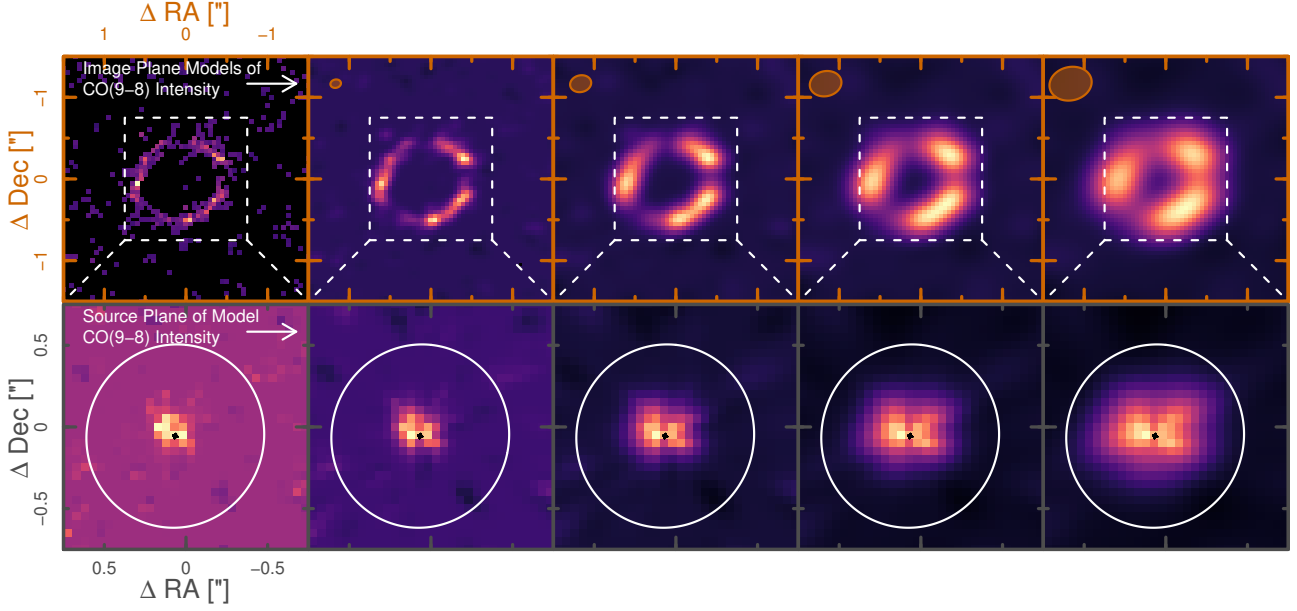 Δ RA ["]
1 0 −1
Image Plane Models of
CO(9−8) Intensity
Δ Dec ["]
−1
0
−1
Source Plane of Model
CO(9−8) Intensity
Δ Dec ["]
0.5
0
−0.5
0.5 0 −0.5
Δ RA ["]